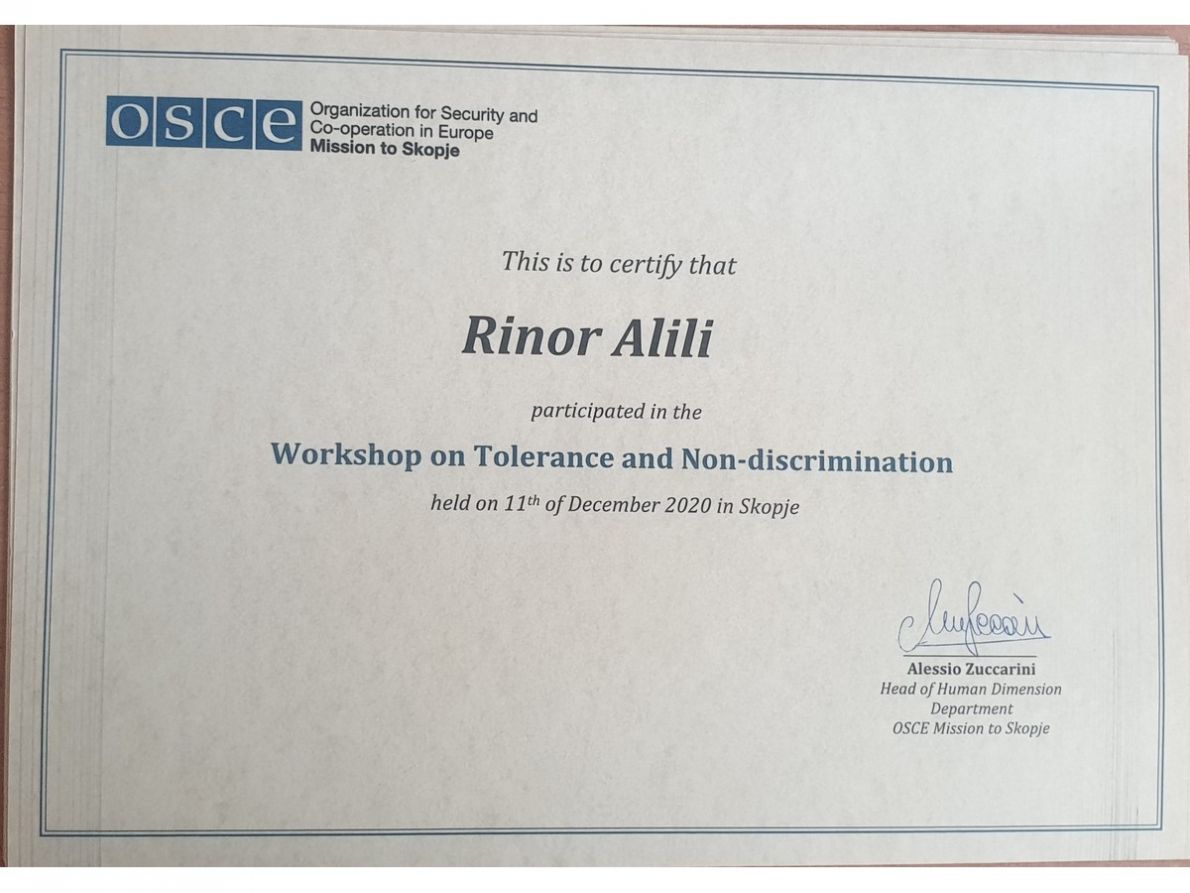 OSCE
Organization for Security and
Co-operation in Europe
Mission to Skopje
This is to certify that
Rinor Alili
participated in the
Workshop on Tolerance and Non-discrimination
held on 11th of December 2020 in Skopje
Alessio Zuccarini
Head of Human Dimension
Department
OSCE Mission to Skopje